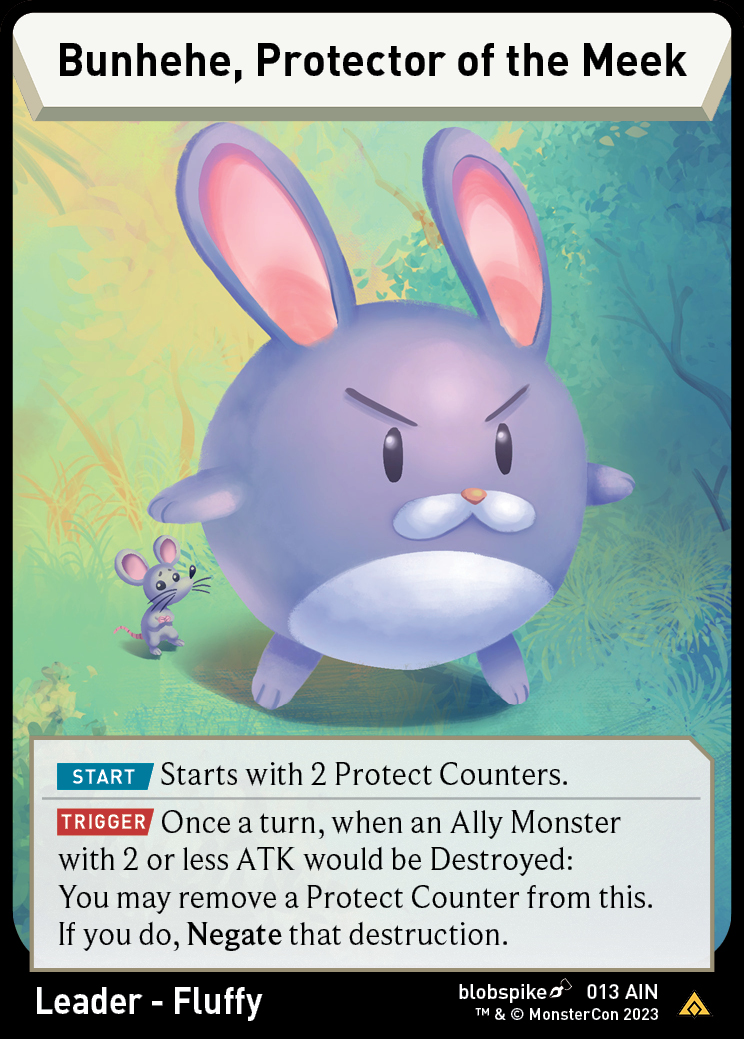 Bunhehe, Protector of the Meek
START Starts with 2 Protect Counters.
TRIGGER Once a turn, when an Ally Monster
with 2 or less ATK would be Destroyed:
You may remove a Protect Counter from this.
If you do, Negate that destruction.
Leader - Fluffy
blobspike 013 AIN
™ & © MonsterCon 2023